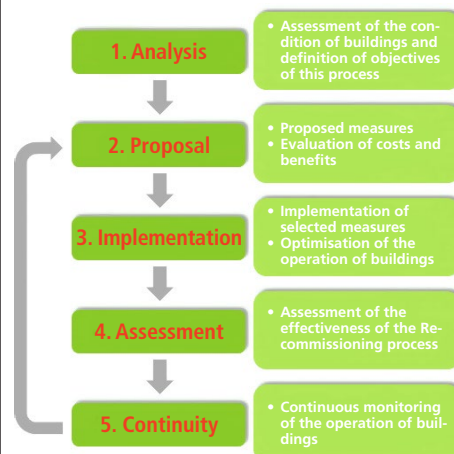 1. Analysis
• Assessment of the con-
dition of buildings and
definition of objectives
of this process
2. Proposal
• Proposed measures
• Evaluation of costs and
benefits
3. Implementation
• Implementation of
selected measures
• Optimisation of the
operation of buildings
4. Assessment
• Assessment of the
effectiveness of the Re-
commissioning process
5. Continuity
• Continuous monitoring
of the operation of buil-
dings